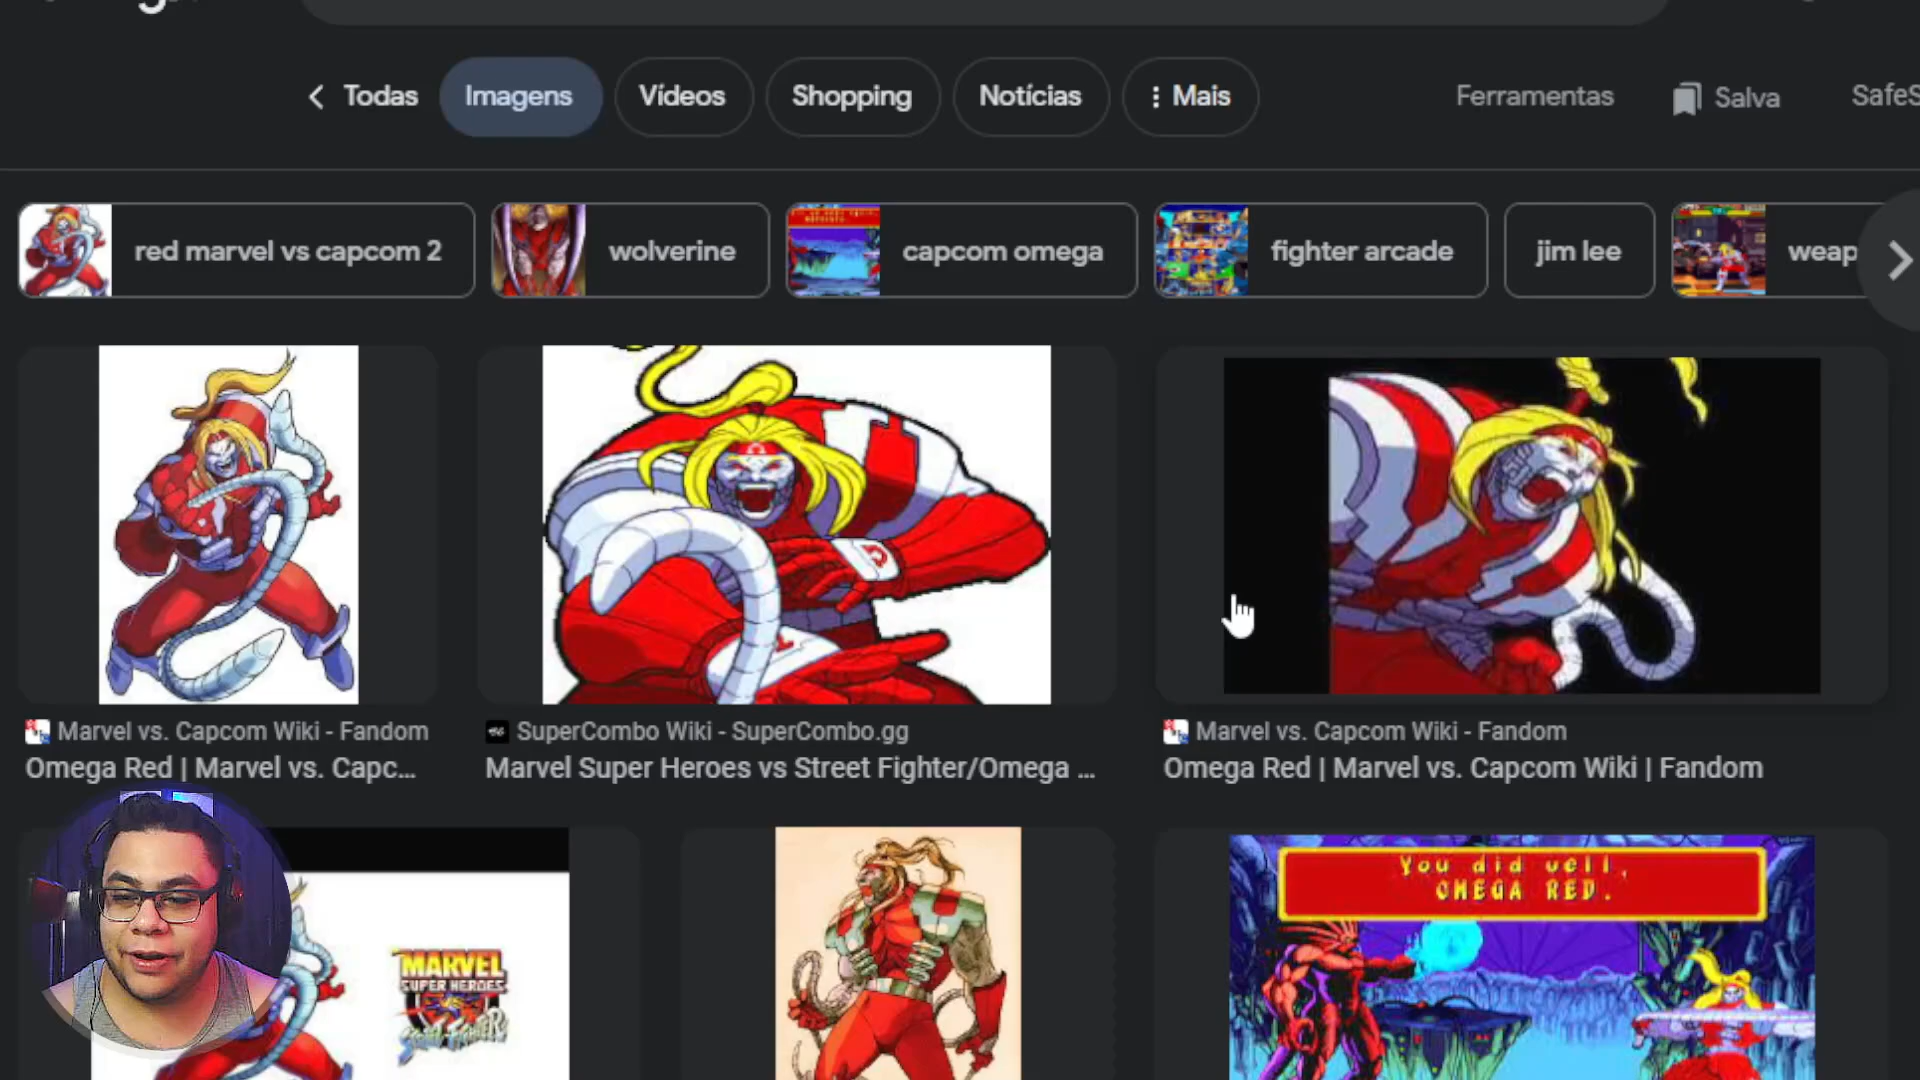 Todas Imagens Vídeos Shopping Notícias Mais Ferramentas Salva SafeS
red marvel vs capcom 2 wolverine capcom omega fighter arcade jim lee weap
Marvel vs. Capcom Wiki - Fandom
Omega Red | Marvel vs. Capc...
SuperCombo Wiki - SuperCombo.gg
Marvel Super Heroes vs Street Fighter/Omega ...
Marvel vs. Capcom Wiki - Fandom
Omega Red | Marvel vs. Capcom Wiki | Fandom
MARVEL
SUPER HEROES
STREET FIGHTER
You did well,
OMEGA RED.